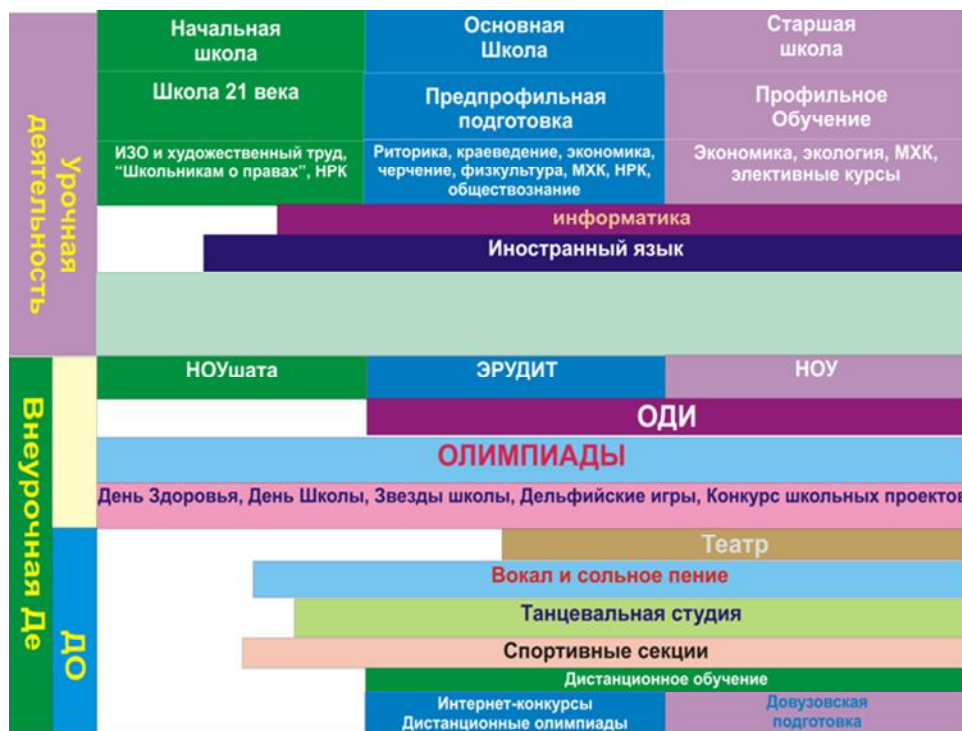 Начальная
школа
Основная
Школа
Старшая
школа
Школа 21 века
Предпрофильная
подготовка
Профильное
Обучение
ИЗО и художественный труд,
“Школьникам о правах”, НРК
Риторика, краеведение, экономика,
черчение, физкультура, МХК, НРК,
обществознание
Экономика, экология, МХК,
элективные курсы
информатика
Иностранный язык
Урочная
деятельность
НОУшата
ЭРУДИТ
НОУ
ОДИ
ОЛИМПИАДЫ
День Здоровья, День Школы, Звезды школы, Дельфийские игры, Конкурс школьных проектов
Внеурочная Де
ДО
Театр
Вокал и сольное пение
Танцевальная студия
Спортивные секции
Дистанционное обучение
Интернет-конкурсы
Дистанционные олимпиады
Довузовская
подготовка